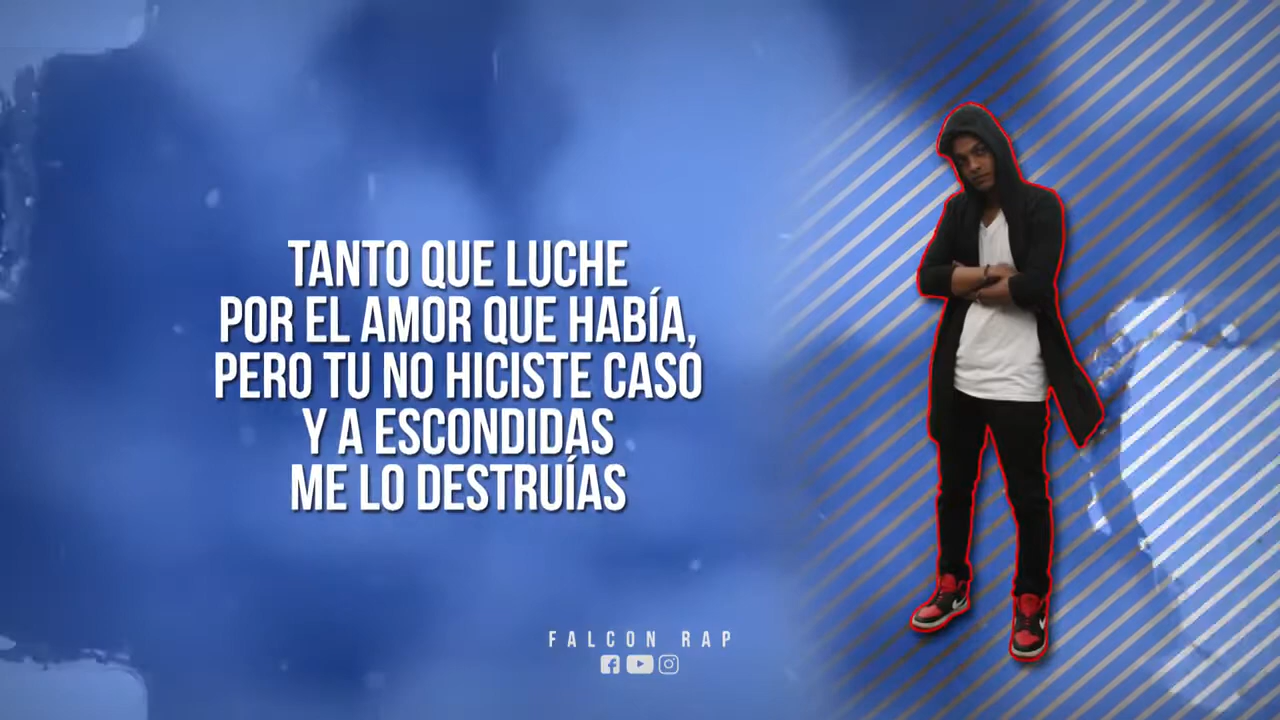 TANTO QUE LUCHE
POR EL AMOR QUE HABÍA,
PERO TU NO HICISTE CASO
Y A ESCONDIDAS
ME LO DESTRUÍAS
FALCON RAP